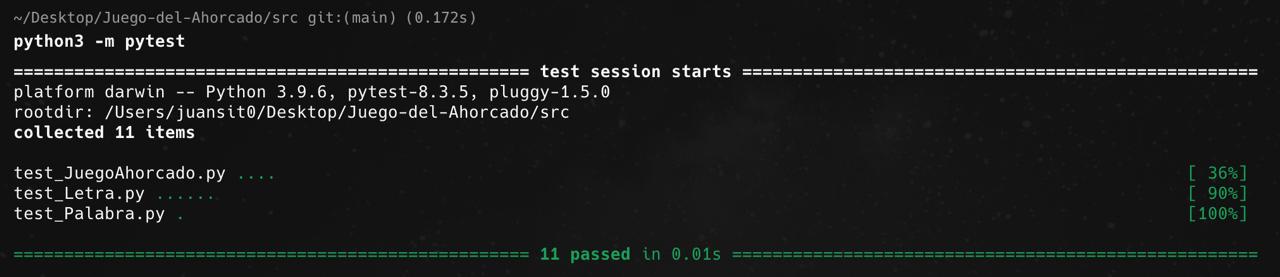 ~/Desktop/Juego-del-Ahorcado/src git:(main) (0.172s)
python3 -m pytest
================================================== test session starts ==================================================
platform darwin -- Python 3.9.6, pytest-8.3.5, pluggy-1.5.0
rootdir: /Users/juansit0/Desktop/Juego-del-Ahorcado/src
collected 11 items
test_JuegoAhorcado.py .... [ 36%]
test_Letra.py ...... [ 90%]
test_Palabra.py . [100%]
================================================== 11 passed in 0.01s ===================================================